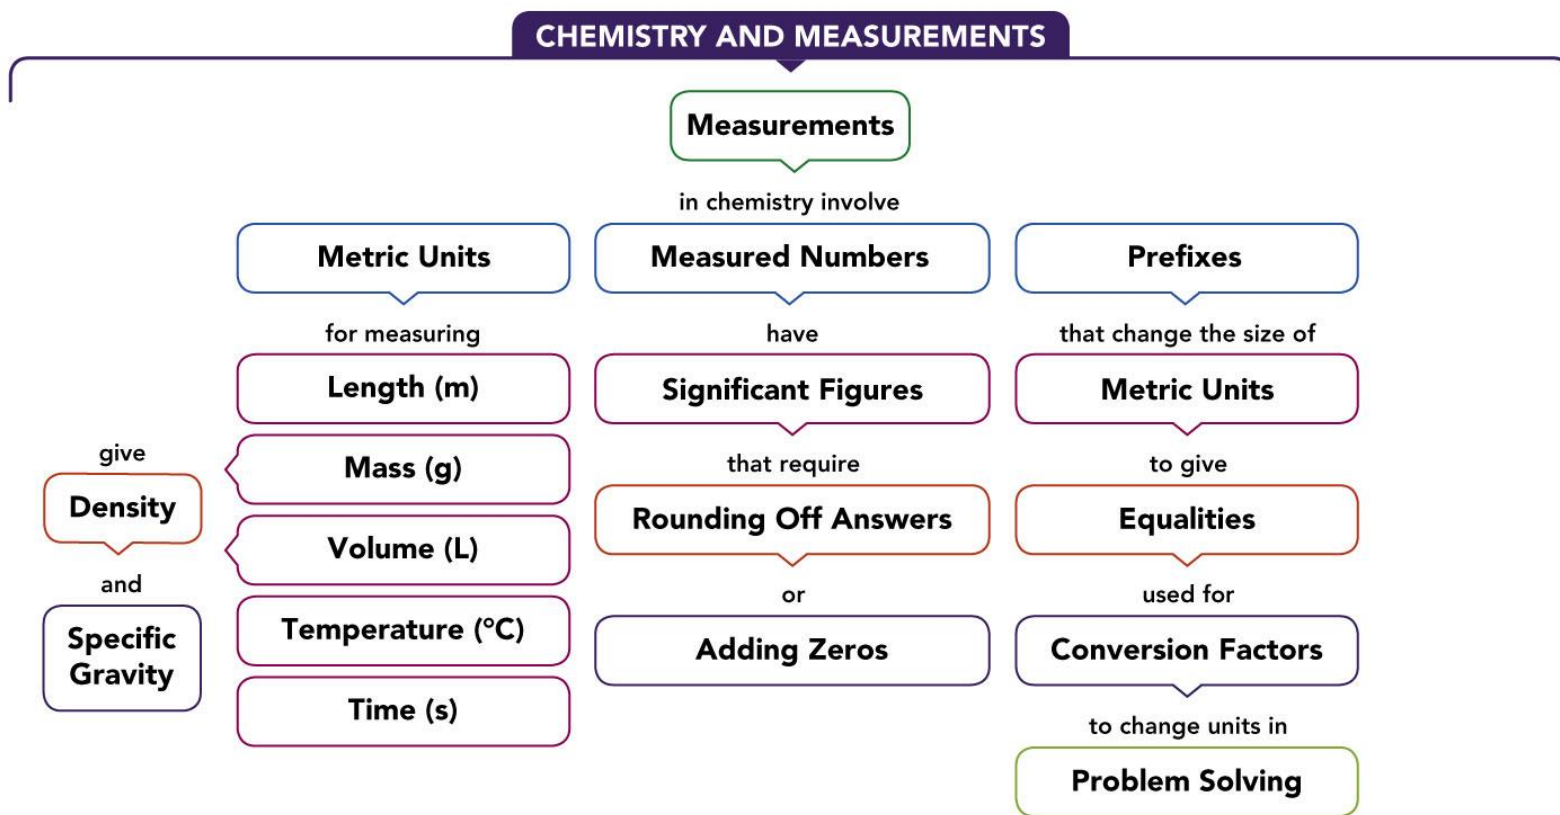 CHEMISTRY AND MEASUREMENTS
Measurements
in chemistry involve
Metric Units
for measuring
Length (m)
Mass (g)
Volume (L)
Temperature (°C)
Time (s)
give
Density
and
Specific
Gravity
Measured Numbers
have
Significant Figures
that require
Rounding Off Answers
or
Adding Zeros
Prefixes
that change the size of
Metric Units
to give
Equalities
used for
Conversion Factors
to change units in
Problem Solving